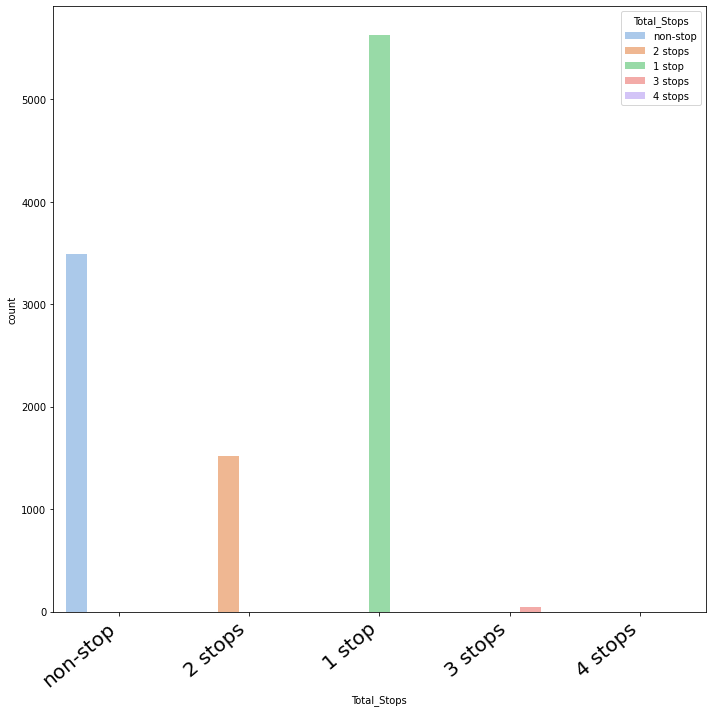 Total_Stops
non-stop
2 stops
1 stop
3 stops
4 stops
count
5000
4000
3000
2000
1000
0
non-stop
2 stops
1 stop
3 stops
4 stops
Total_Stops